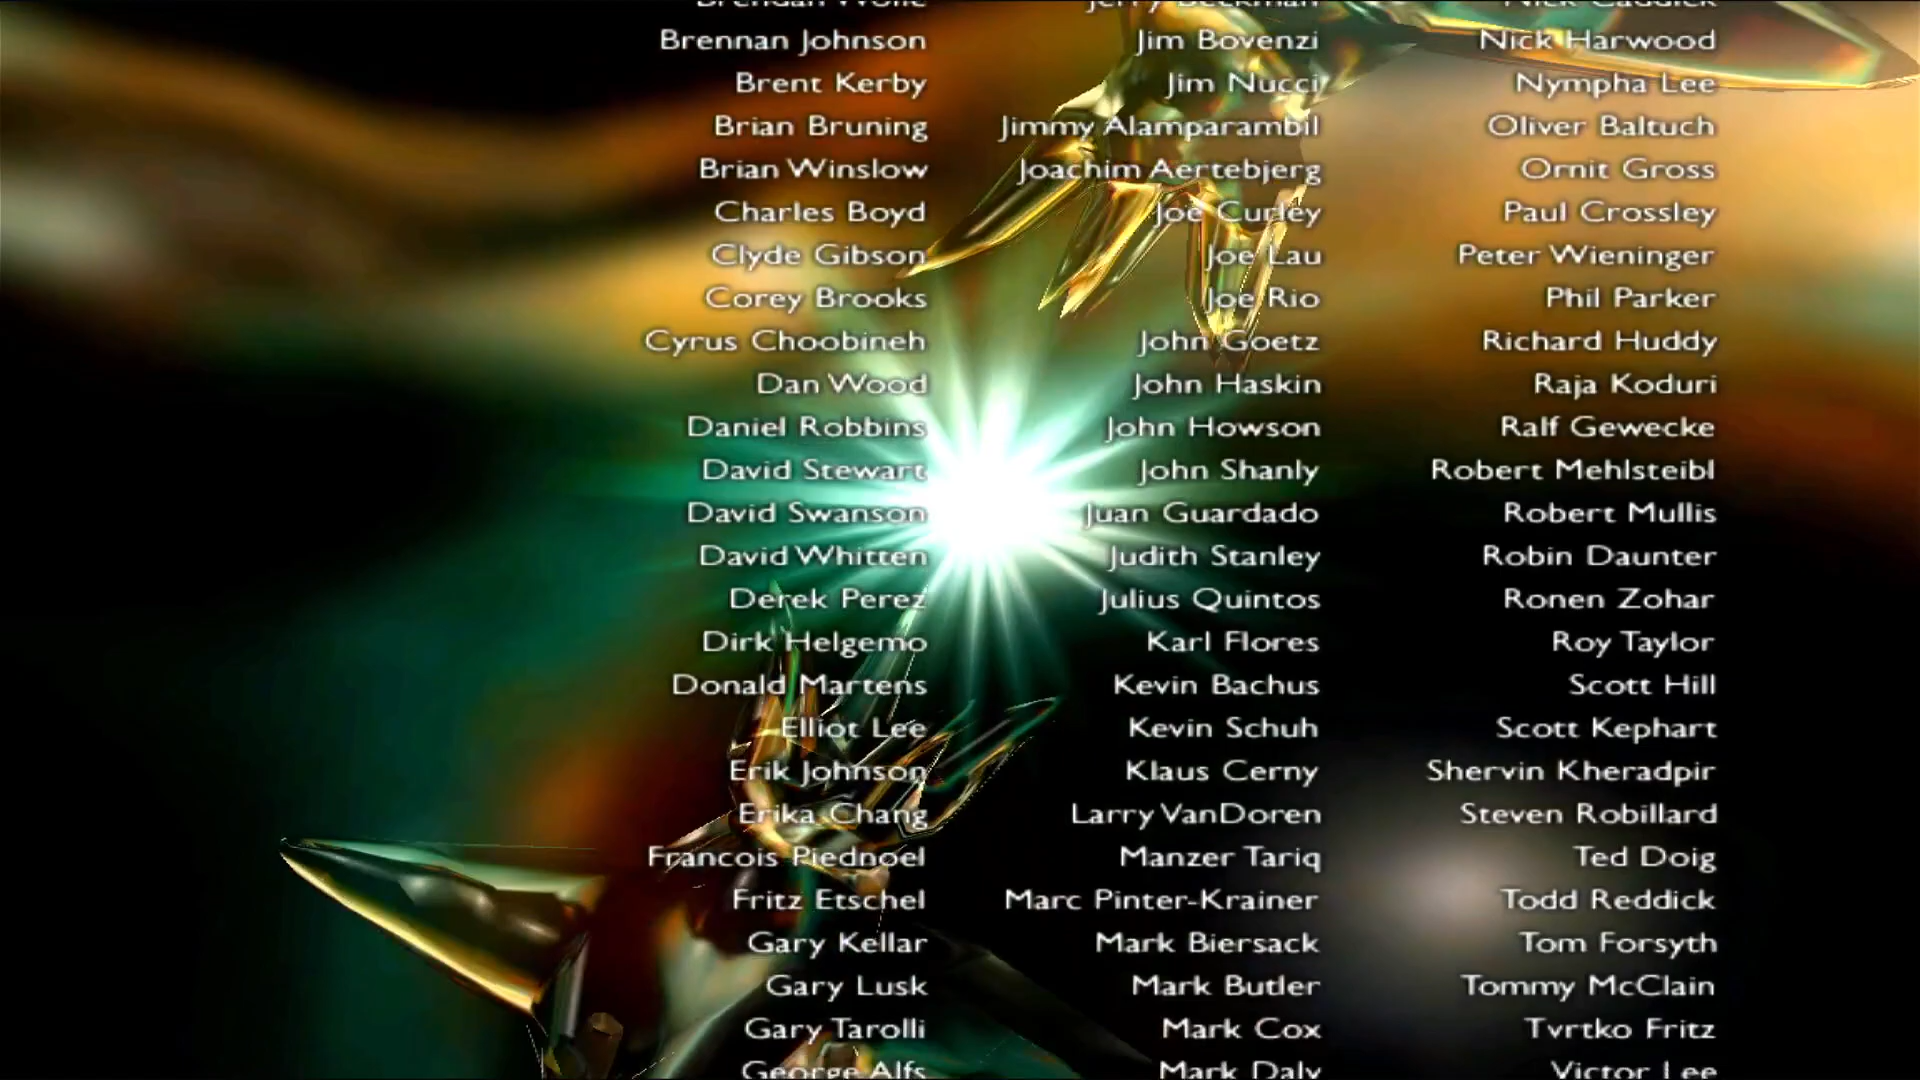 Brendan Wolfe
Brennan Johnson
Brent Kerby
Brian Bruning
Brian Winslow
Charles Boyd
Clyde Gibson
Corey Brooks
Cyrus Choobineh
Dan Wood
Daniel Robbins
David Stewart
David Swanson
David Whitten
Derek Perez
Dirk Helgemo
Donald Martens
Elliot Lee
Erik Johnson
Erika Chang
Francois Piednoel
Fritz Etschel
Gary Kellar
Gary Lusk
Gary Tarolli
George Alfs
Jerry Beckman
Jim Bovenzi
Jim Nucci
Jimmy Alamparambil
Joachim Aertebjerg
Joe Curley
Joe Lau
Joe Rio
John Goetz
John Haskin
John Howson
John Shanly
Juan Guardado
Judith Stanley
Julius Quintos
Karl Flores
Kevin Bachus
Kevin Schuh
Klaus Cerny
Larry VanDoren
Manzer Tariq
Marc Pinter-Krainer
Mark Biersack
Mark Butler
Mark Cox
Mark Daly
Nick Caddick
Nick Harwood
Nympha Lee
Oliver Baltuch
Ornit Gross
Paul Crossley
Peter Wieninger
Phil Parker
Richard Huddy
Raja Koduri
Ralf Gewecke
Robert Mehlsteibl
Robert Mullis
Robin Daunter
Ronen Zohar
Roy Taylor
Scott Hill
Scott Kephart
Shervin Kheradpir
Steven Robillard
Ted Doig
Todd Reddick
Tom Forsyth
Tommy McClain
Tvrtko Fritz
Victor Lee